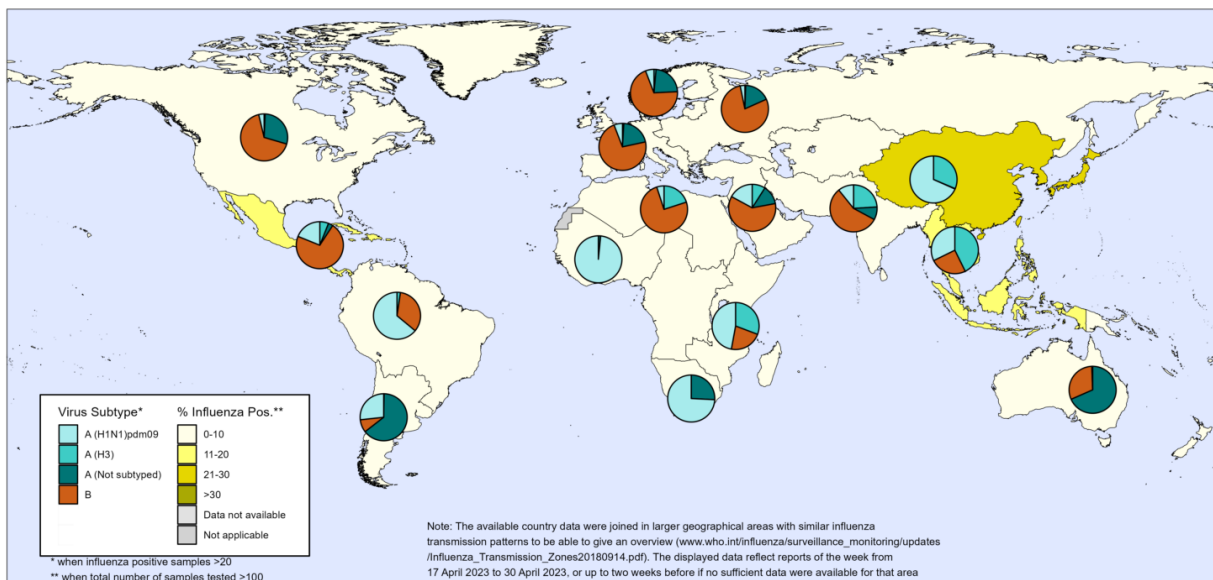 Virus Subtype*
A (H1N1)pdm09
A (H3)
A (Not subtyped)
B
% Influenza Pos.**
0-10
11-20
21-30
>30
Data not available
Not applicable
* when influenza positive samples >20
** when total number of samples tested >100
Note: The available country data were joined in larger geographical areas with similar influenza
transmission patterns to be able to give an overview (www.who.int/influenza/surveillance_monitoring/updates
/Influenza_Transmission_Zones20180914.pdf). The displayed data reflect reports of the week from
17 April 2023 to 30 April 2023, or up to two weeks before if no sufficient data were available for that area